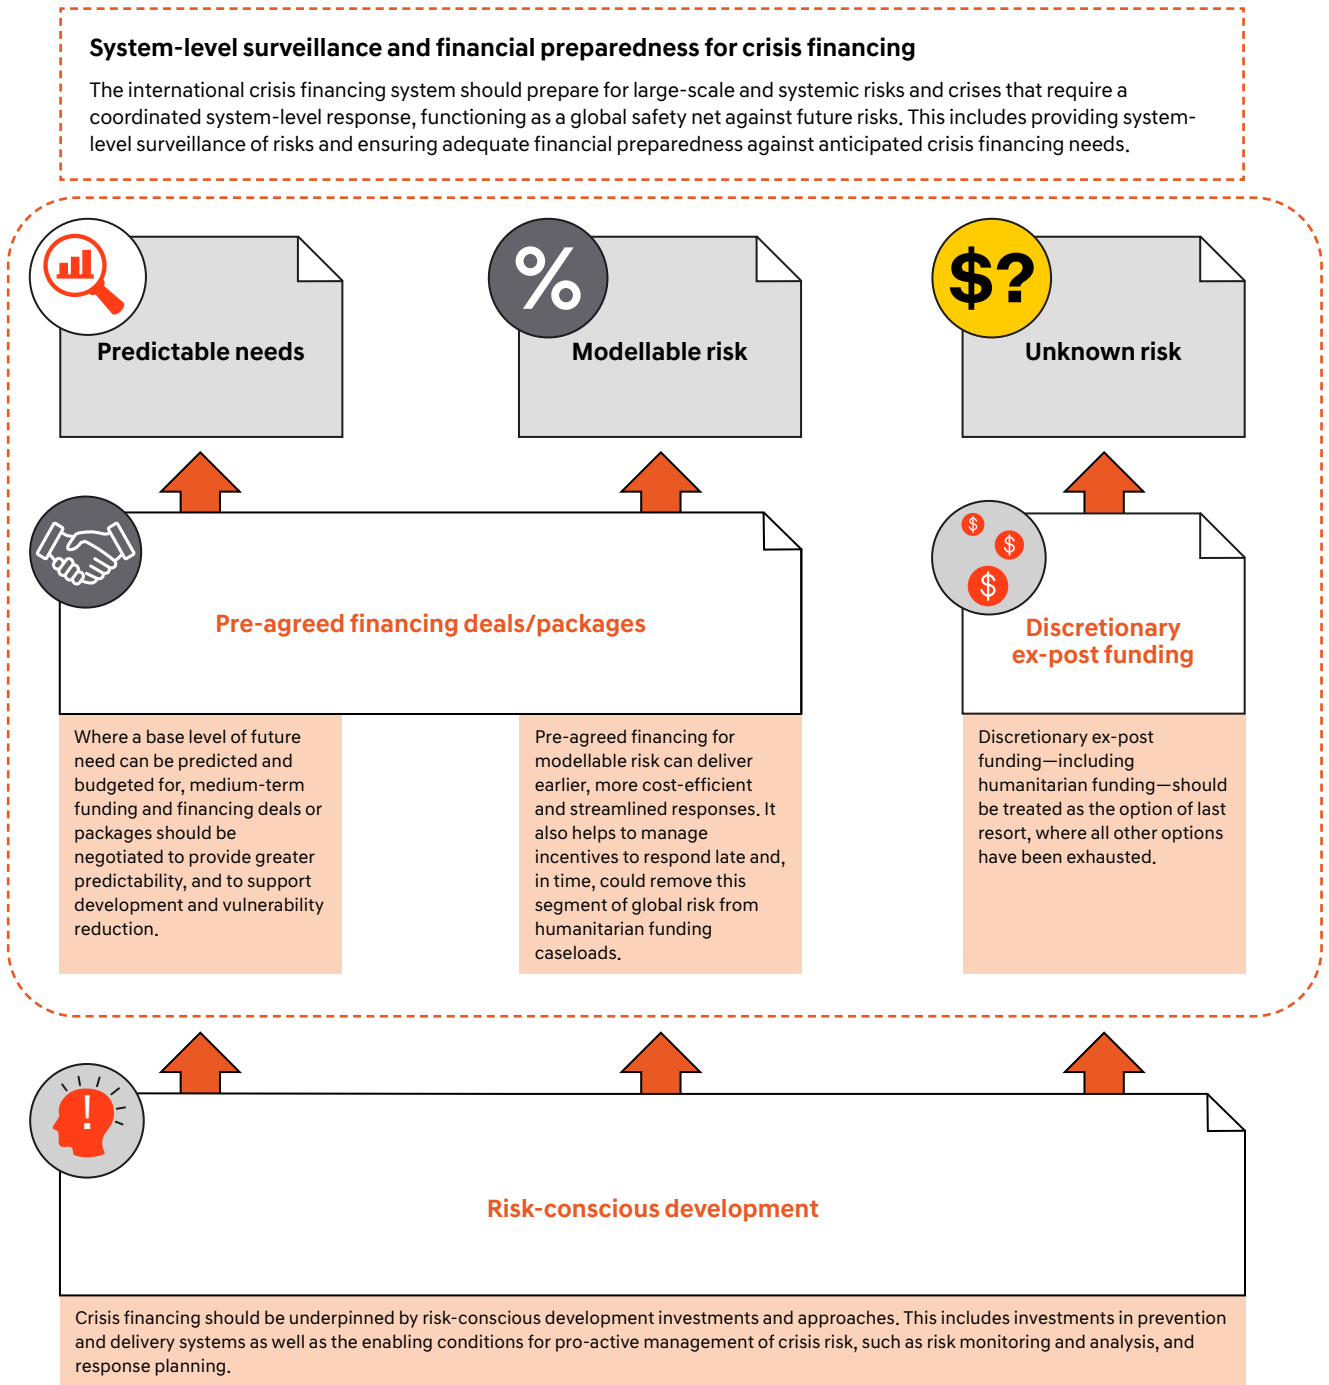 System-level surveillance and financial preparedness for crisis financing
The international crisis financing system should prepare for large-scale and systemic risks and crises that require a
coordinated system-level response, functioning as a global safety net against future risks. This includes providing system-
level surveillance of risks and ensuring adequate financial preparedness against anticipated crisis financing needs.
%
$?
Predictable needs
Modellable risk
Unknown risk
$
$
$
Pre-agreed financing deals/packages
Discretionary
ex-post funding
Where a base level of future
need can be predicted and
budgeted for, medium-term
funding and financing deals or
packages should be
negotiated to provide greater
predictability, and to support
development and vulnerability
reduction.
Pre-agreed financing for
modellable risk can deliver
earlier, more cost-efficient
and streamlined responses. It
also helps to manage
incentives to respond late and,
in time, could remove this
segment of global risk from
humanitarian funding
caseloads.
Discretionary ex-post
funding—including
humanitarian funding—should
be treated as the option of last
resort, where all other options
have been exhausted.
!
Risk-conscious development
Crisis financing should be underpinned by risk-conscious development investments and approaches. This includes investments in prevention
and delivery systems as well as the enabling conditions for pro-active management of crisis risk, such as risk monitoring and analysis, and
response planning.